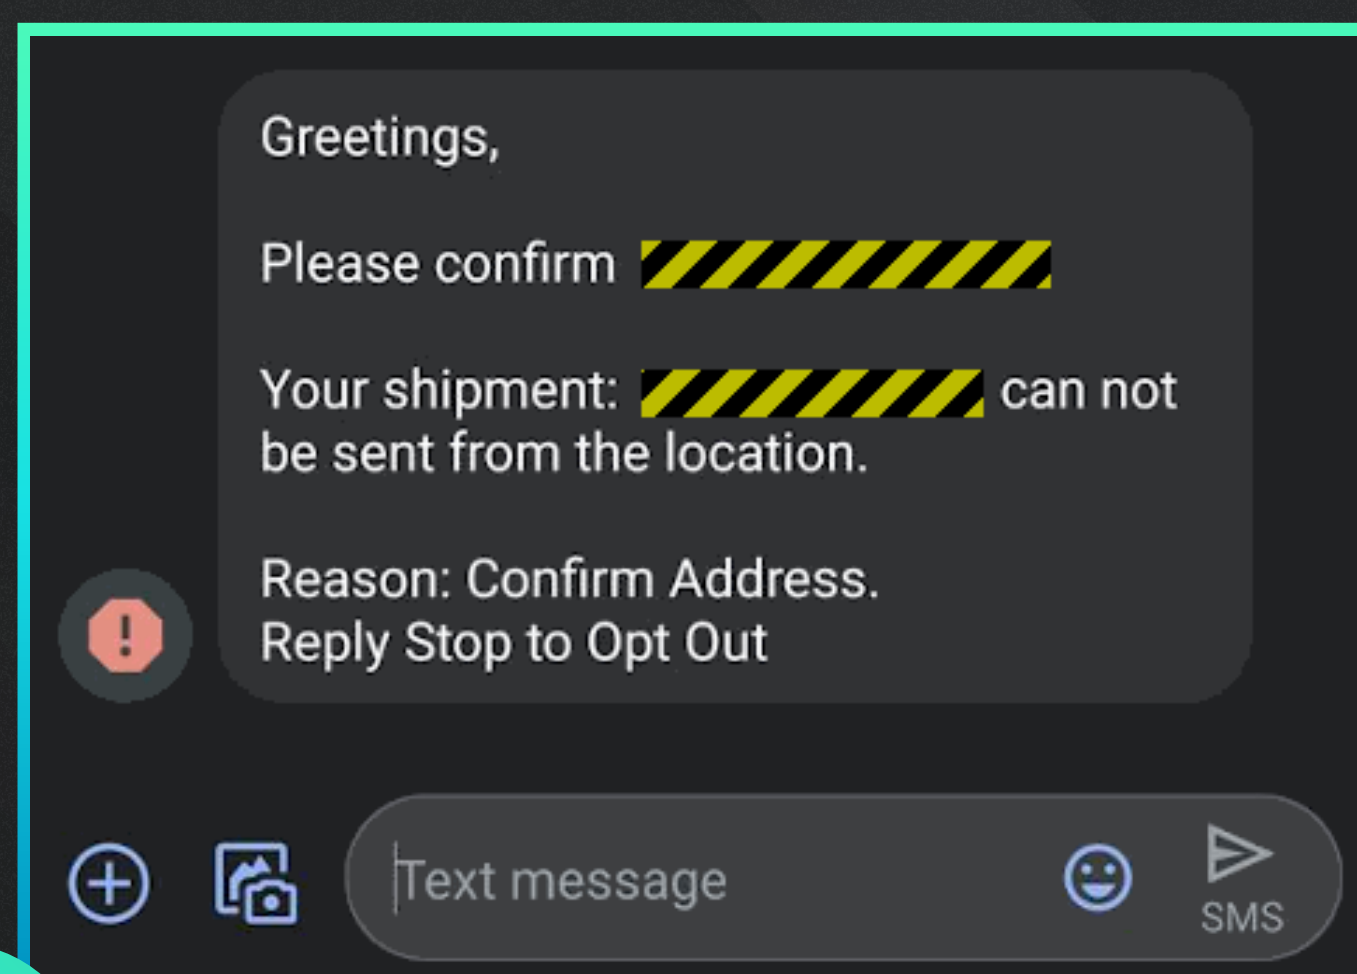 Greetings,
Please confirm
Your shipment: can not
be sent from the location.
Reason: Confirm Address.
Reply Stop to Opt Out
Text message
SMS